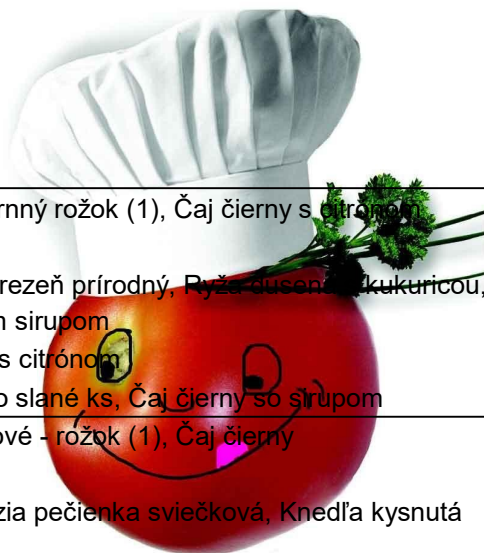 rnný rožok (1), Čaj čierny s citrónom
rezeň prírodný, Ryža dusená s kukuricou,
n sirupom
s citrónom
o slané ks, Čaj čierny so sirupom
ové - rožok (1), Čaj čierny
zia pečienka sviečková, Knedľa kysnutá